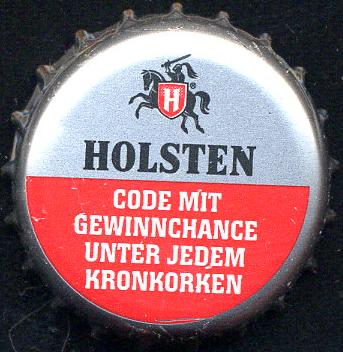 H
HOLSTEN
CODE MIT
GEWINNCHANCE
UNTER JEDEM
KRONKORKEN